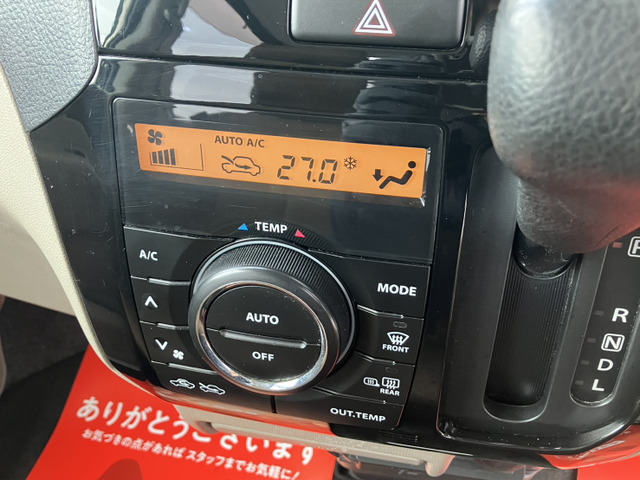 AUTO A/C
27.0
TEMP
A/C
MODE
AUTO
OFF
FRONT
REAR
OUT.TEMP
P
R
N
D
L
ありがとうございます
お気づきの点があれば スタッフまでお気軽に!